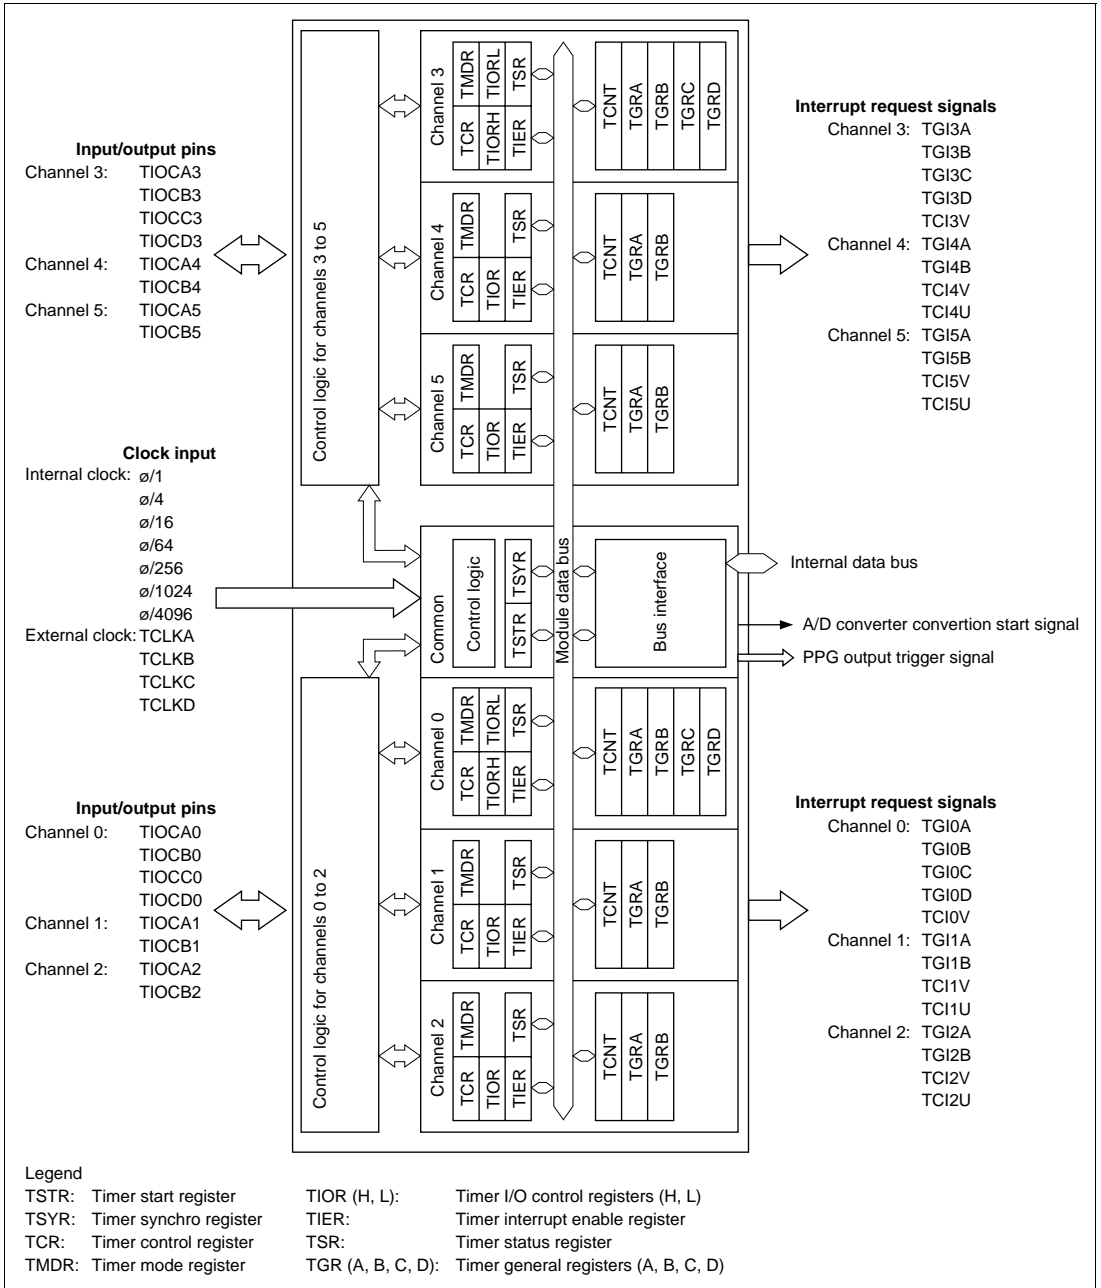 Input/output pins
Channel 3: TIOCA3
TIOCB3
TIOCC3
TIOCD3
Channel 4: TIOCA4
TIOCB4
Channel 5: TIOCA5
TIOCB5
Clock input
Internal clock: ø/1
ø/4
ø/16
ø/64
ø/256
ø/1024
ø/4096
External clock: TCLKA
TCLKB
TCLKC
TCLKD
Input/output pins
Channel 0: TIOCA0
TIOCB0
TIOCC0
TIOCD0
Channel 1: TIOCA1
TIOCB1
Channel 2: TIOCA2
TIOCB2
Control logic for channels 3 to 5
Control logic for channels 0 to 2
Channel 3
TMDR
TIORL
TSR
TCR
TIORH
TIER
TCNT
TGRA
TGRB
TGRC
TGRD
Channel 4
TMDR
TSR
TCR
TIOR
TIER
TCNT
TGRA
TGRB
Channel 5
TMDR
TSR
TCR
TIOR
TIER
TCNT
TGRA
TGRB
Common
Control logic
TSYR
TSTR
Module data bus
Bus interface
Channel 0
TMDR
TIORL
TSR
TCR
TIORH
TIER
TCNT
TGRA
TGRB
TGRC
TGRD
Channel 1
TMDR
TSR
TCR
TIOR
TIER
TCNT
TGRA
TGRB
Channel 2
TMDR
TSR
TCR
TIOR
TIER
TCNT
TGRA
TGRB
Interrupt request signals
Channel 3: TGI3A
TGI3B
TGI3C
TGI3D
TCI3V
Channel 4: TGI4A
TGI4B
TCI4V
TCI4U
Channel 5: TGI5A
TGI5B
TCI5V
TCI5U
Internal data bus
A/D converter convertion start signal
PPG output trigger signal
Interrupt request signals
Channel 0: TGI0A
TGI0B
TGI0C
TGI0D
TCI0V
Channel 1: TGI1A
TGI1B
TCI1V
TCI1U
Channel 2: TGI2A
TGI2B
TCI2V
TCI2U
Legend
TSTR: Timer start register TIOR (H, L): Timer I/O control registers (H, L)
TSYR: Timer synchro register TIER: Timer interrupt enable register
TCR: Timer control register TSR: Timer status register
TMDR: Timer mode register TGR (A, B, C, D): Timer general registers (A, B, C, D)